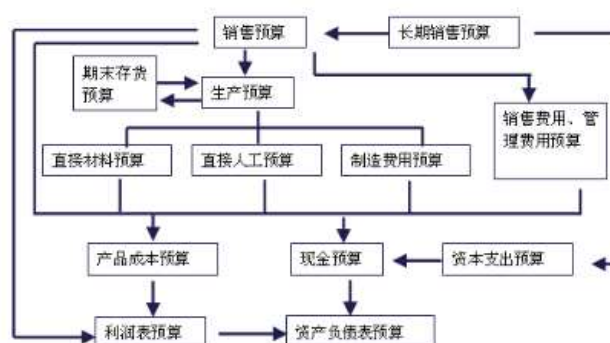 销售预算
长期销售预算
期末存货
预算
生产预算
销售费用、管
理费用预算
直接材料预算
直接人工预算
制造费用预算
产品成本预算
现金预算
资本支出预算
利润表预算
资产负债表预算